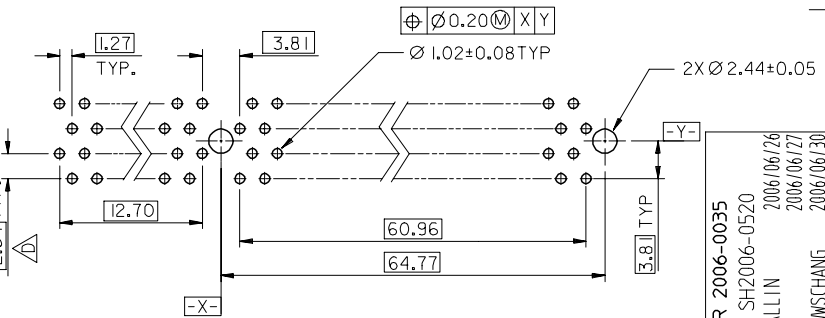 ⌖ Ø0.20Ⓜ X Y
1.27
TYP.
3.81
Ø 1.02±0.08TYP
2X Ø 2.44±0.05
-Y-
12.70
60.96
64.77
3.81 TYP
D
-X-
R 2006-0035
SH2006-0520
ALLIN 2006/06/26
2006/06/27
WSCHANG 2006/06/30